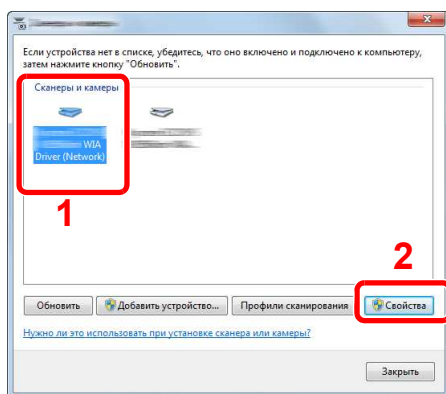 Если устройства нет в списке, убедитесь, что оно включено и подключено к компьютеру,
затем нажмите кнопку "Обновить".
Сканеры и камеры
WIA
Driver (Network)
1
2
Обновить Добавить устройство... Профили сканирования Свойства
Нужно ли это использовать при установке сканера или камеры?
Закрыть